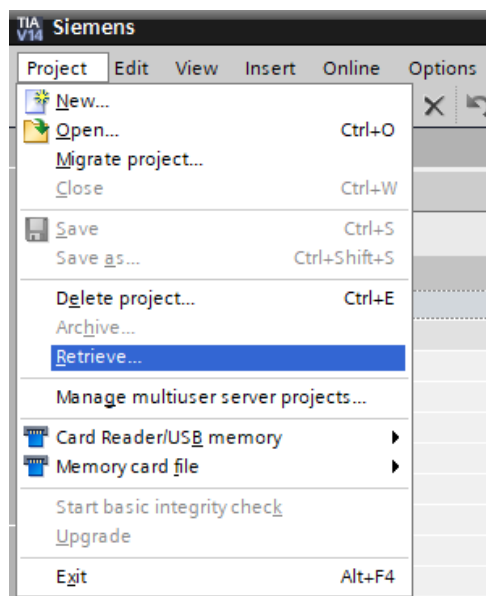 TIA V14 Siemens
Project Edit View Insert Online Options
New...
Open... Ctrl+O
Migrate project...
Close Ctrl+W
Save Ctrl+S
Save as... Ctrl+Shift+S
Delete project... Ctrl+E
Archive...
Retrieve...
Manage multiuser server projects...
Card Reader/USB memory
Memory card file
Start basic integrity check
Upgrade
Exit Alt+F4